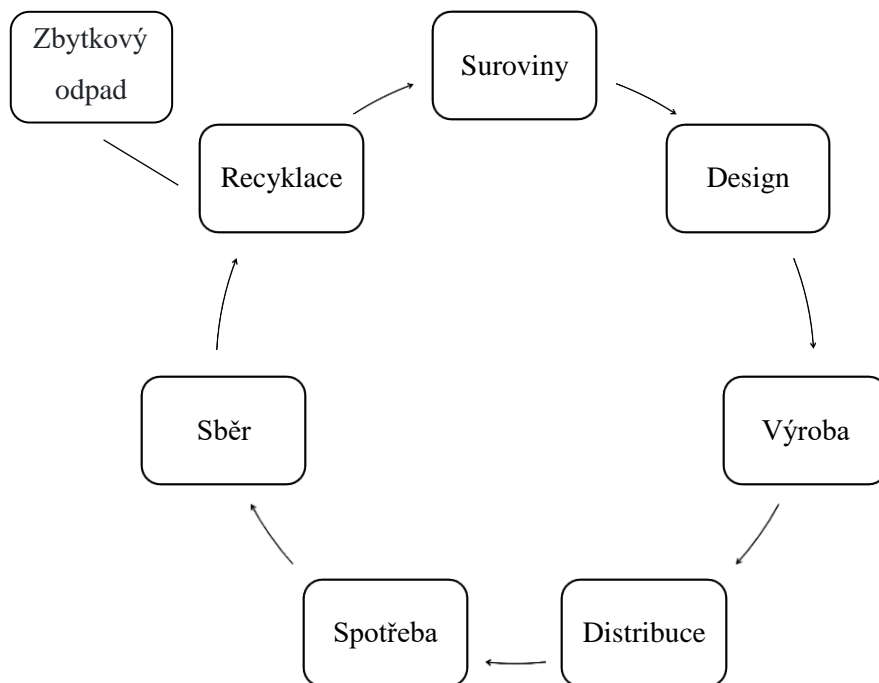 Zbytkový
odpad
Suroviny
Recyklace
Design
Sběr
Výroba
Spotřeba
Distribuce